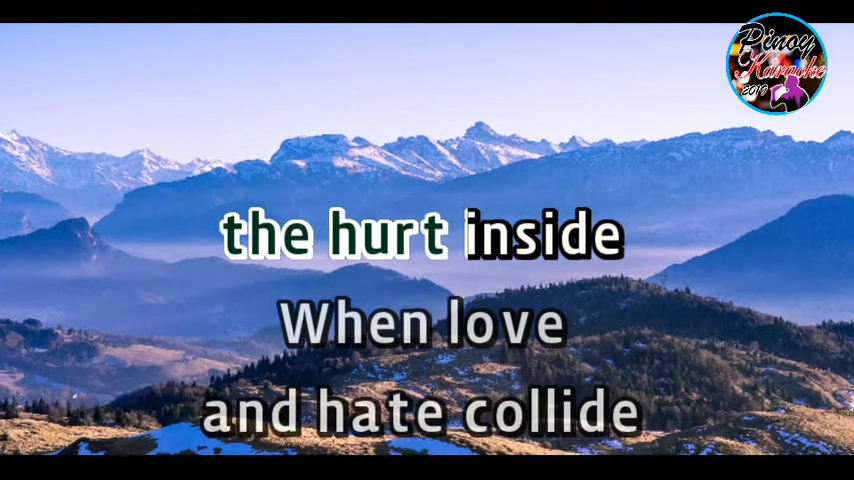 Pinoy
Karaoke
2019
the hurt inside
When love
and hate collide